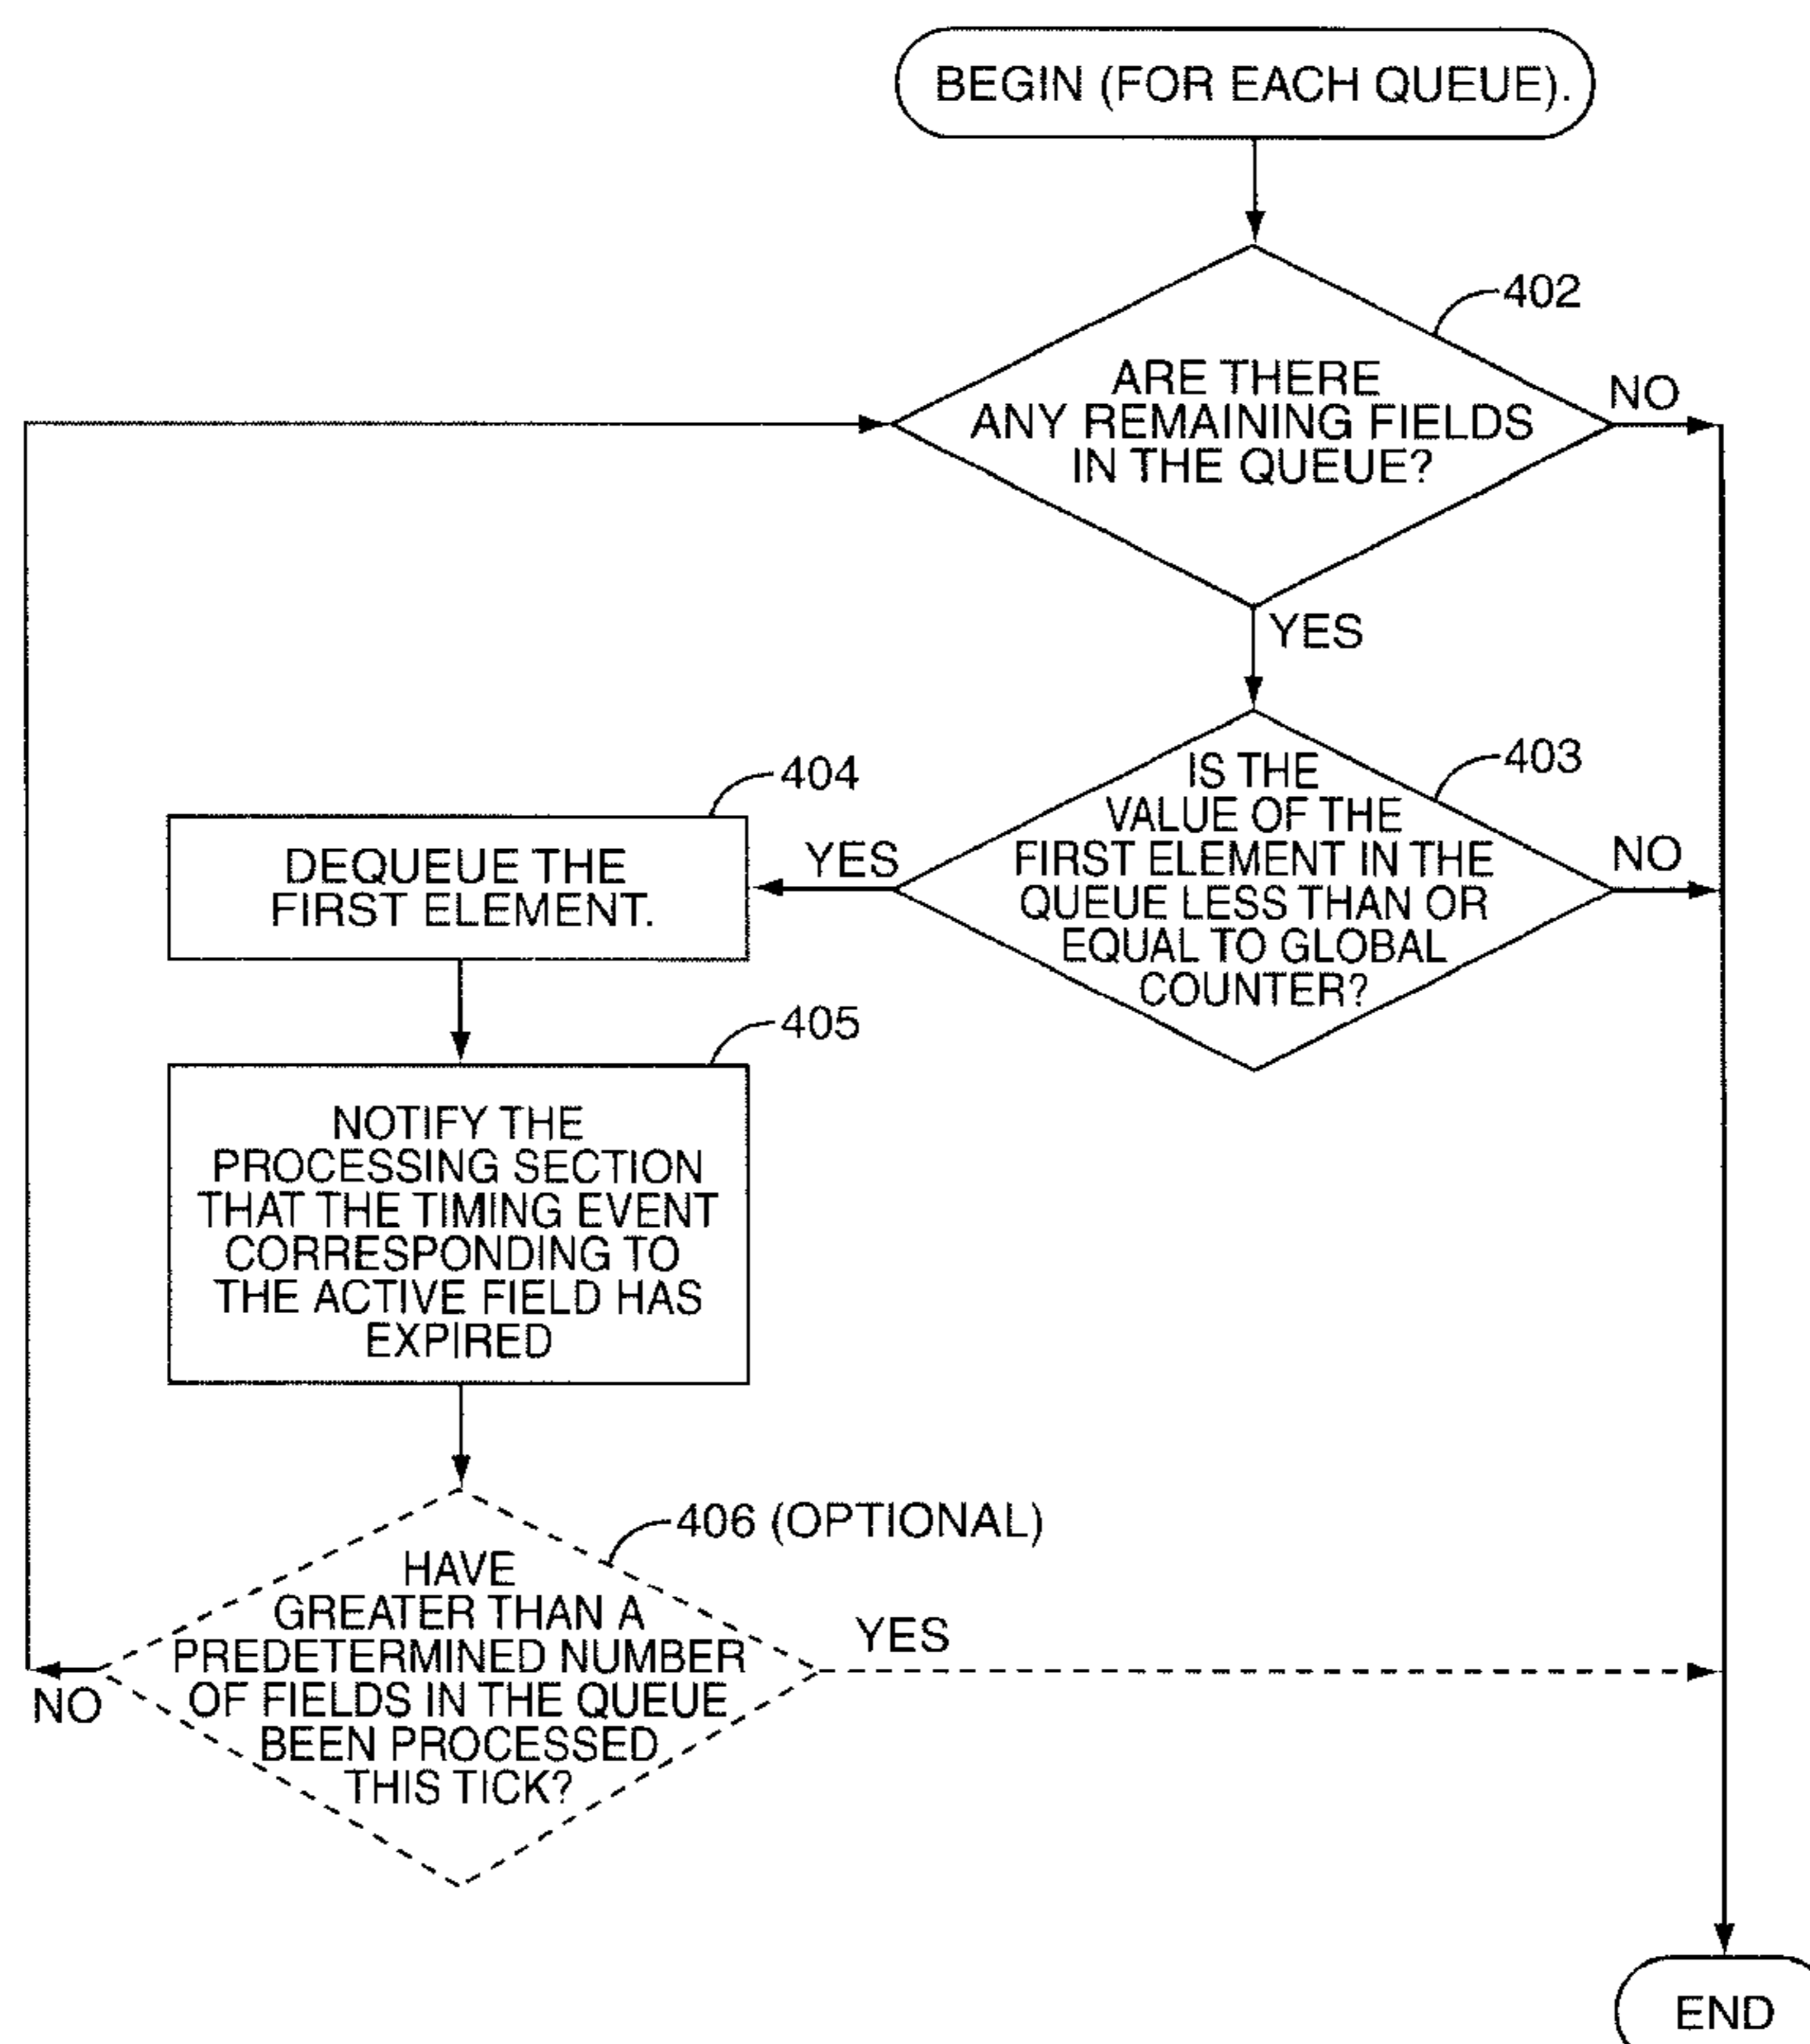 BEGIN (FOR EACH QUEUE).
402
ARE THERE
ANY REMAINING FIELDS
IN THE QUEUE?
NO
YES
403
IS THE
VALUE OF THE
FIRST ELEMENT IN THE
QUEUE LESS THAN OR
EQUAL TO GLOBAL
COUNTER?
NO
YES
404
DEQUEUE THE
FIRST ELEMENT.
405
NOTIFY THE
PROCESSING SECTION
THAT THE TIMING EVENT
CORRESPONDING TO
THE ACTIVE FIELD HAS
EXPIRED
406 (OPTIONAL)
HAVE
GREATER THAN A
PREDETERMINED NUMBER
OF FIELDS IN THE QUEUE
BEEN PROCESSED
THIS TICK?
YES
NO
END